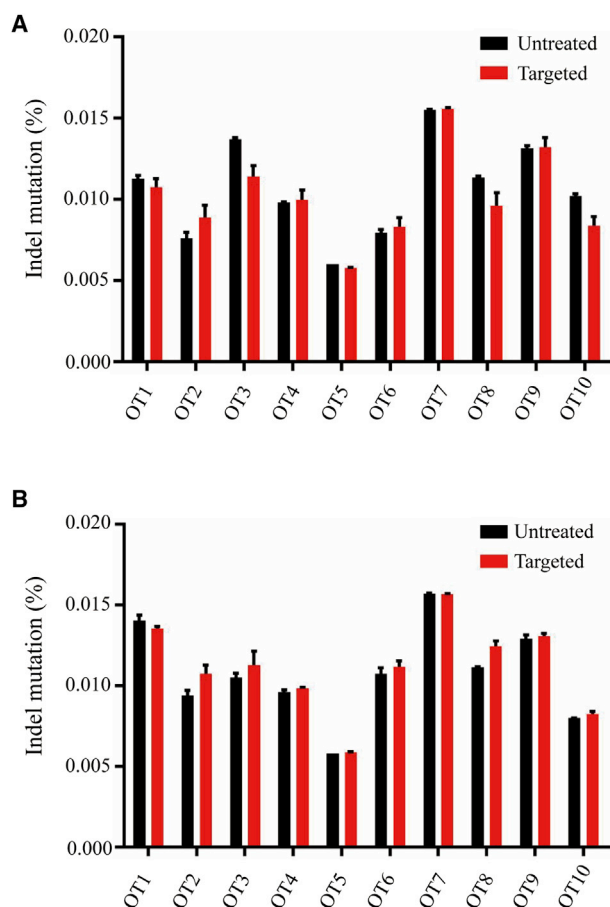 A
Indel mutation (%)
0.020
0.015
0.010
0.005
0.000
Untreated
Targeted
OT1 OT2 OT3 OT4 OT5 OT6 OT7 OT8 OT9 OT10
B
Indel mutation (%)
0.020
0.015
0.010
0.005
0.000
Untreated
Targeted
OT1 OT2 OT3 OT4 OT5 OT6 OT7 OT8 OT9 OT10